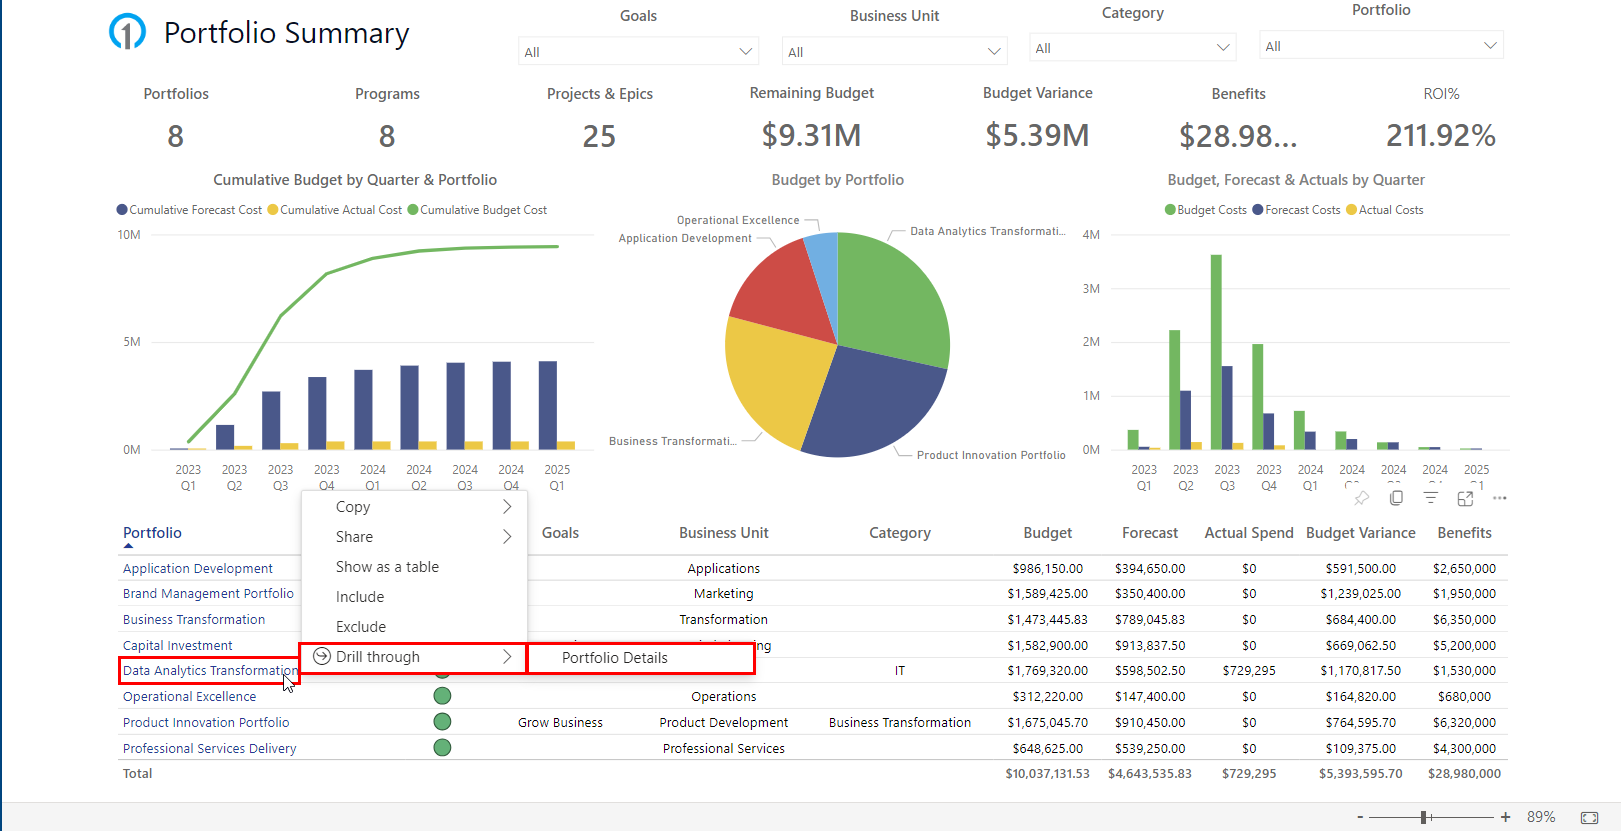 Portfolio Summary
Goals
Business Unit
Category
Portfolio
All
All
All
All
Portfolios
Programs
Projects & Epics
Remaining Budget
Budget Variance
Benefits
ROI%
8
8
25
$9.31M
$5.39M
$28.98...
211.92%
Cumulative Budget by Quarter & Portfolio
Cumulative Forecast Cost Cumulative Actual Cost Cumulative Budget Cost
10M
5M
0M
2023 2023 2023 2023 2024 2024 2024 2024 2025
Q1 Q2 Q3 Q4 Q1 Q2 Q3 Q4 Q1
Budget by Portfolio
Operational Excellence
Application Development
Data Analytics Transformati...
Business Transformati...
Product Innovation Portfolio
Budget, Forecast & Actuals by Quarter
Budget Costs Forecast Costs Actual Costs
4M
3M
2M
1M
0M
2023 2023 2023 2023 2024 2024 2024 2024 2025
Q1 Q2 Q3 Q4 Q1
Copy
Share
Show as a table
Include
Exclude
Drill through
Portfolio Details
Portfolio Goals Business Unit Category Budget Forecast Actual Spend Budget Variance Benefits
Application Development Applications $986,150.00 $394,650.00 $0 $591,500.00 $2,650,000
Brand Management Portfolio Marketing $1,589,425.00 $350,400.00 $0 $1,239,025.00 $1,950,000
Business Transformation Transformation $1,473,445.83 $789,045.83 $0 $684,400.00 $6,350,000
Capital Investment $1,582,900.00 $913,837.50 $0 $669,062.50 $5,200,000
Data Analytics Transformation IT $1,769,320.00 $598,502.50 $729,295 $1,170,817.50 $1,530,000
Operational Excellence Operations $312,220.00 $147,400.00 $0 $164,820.00 $680,000
Product Innovation Portfolio Grow Business Product Development Business Transformation $1,675,045.70 $910,450.00 $0 $764,595.70 $6,320,000
Professional Services Delivery Professional Services $648,625.00 $539,250.00 $0 $109,375.00 $4,300,000
Total $10,037,131.53 $4,643,535.83 $729,295 $5,393,595.70 $28,980,000
- + 89%